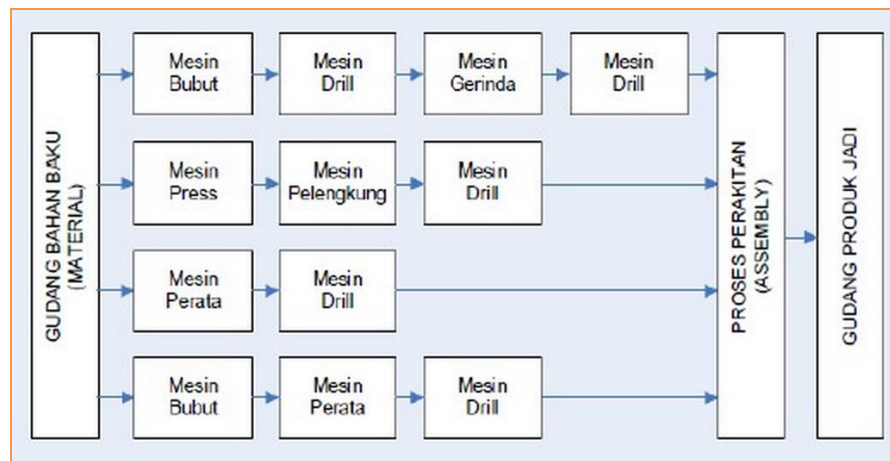 GUDANG BAHAN BAKU
(MATERIAL)
Mesin
Bubut
Mesin
Drill
Mesin
Gerinda
Mesin
Drill
Mesin
Press
Mesin
Pelengkung
Mesin
Drill
Mesin
Perata
Mesin
Drill
Mesin
Bubut
Mesin
Perata
Mesin
Drill
PROSES PERAKITAN
(ASSEMBLY)
GUDANG PRODUK JADI